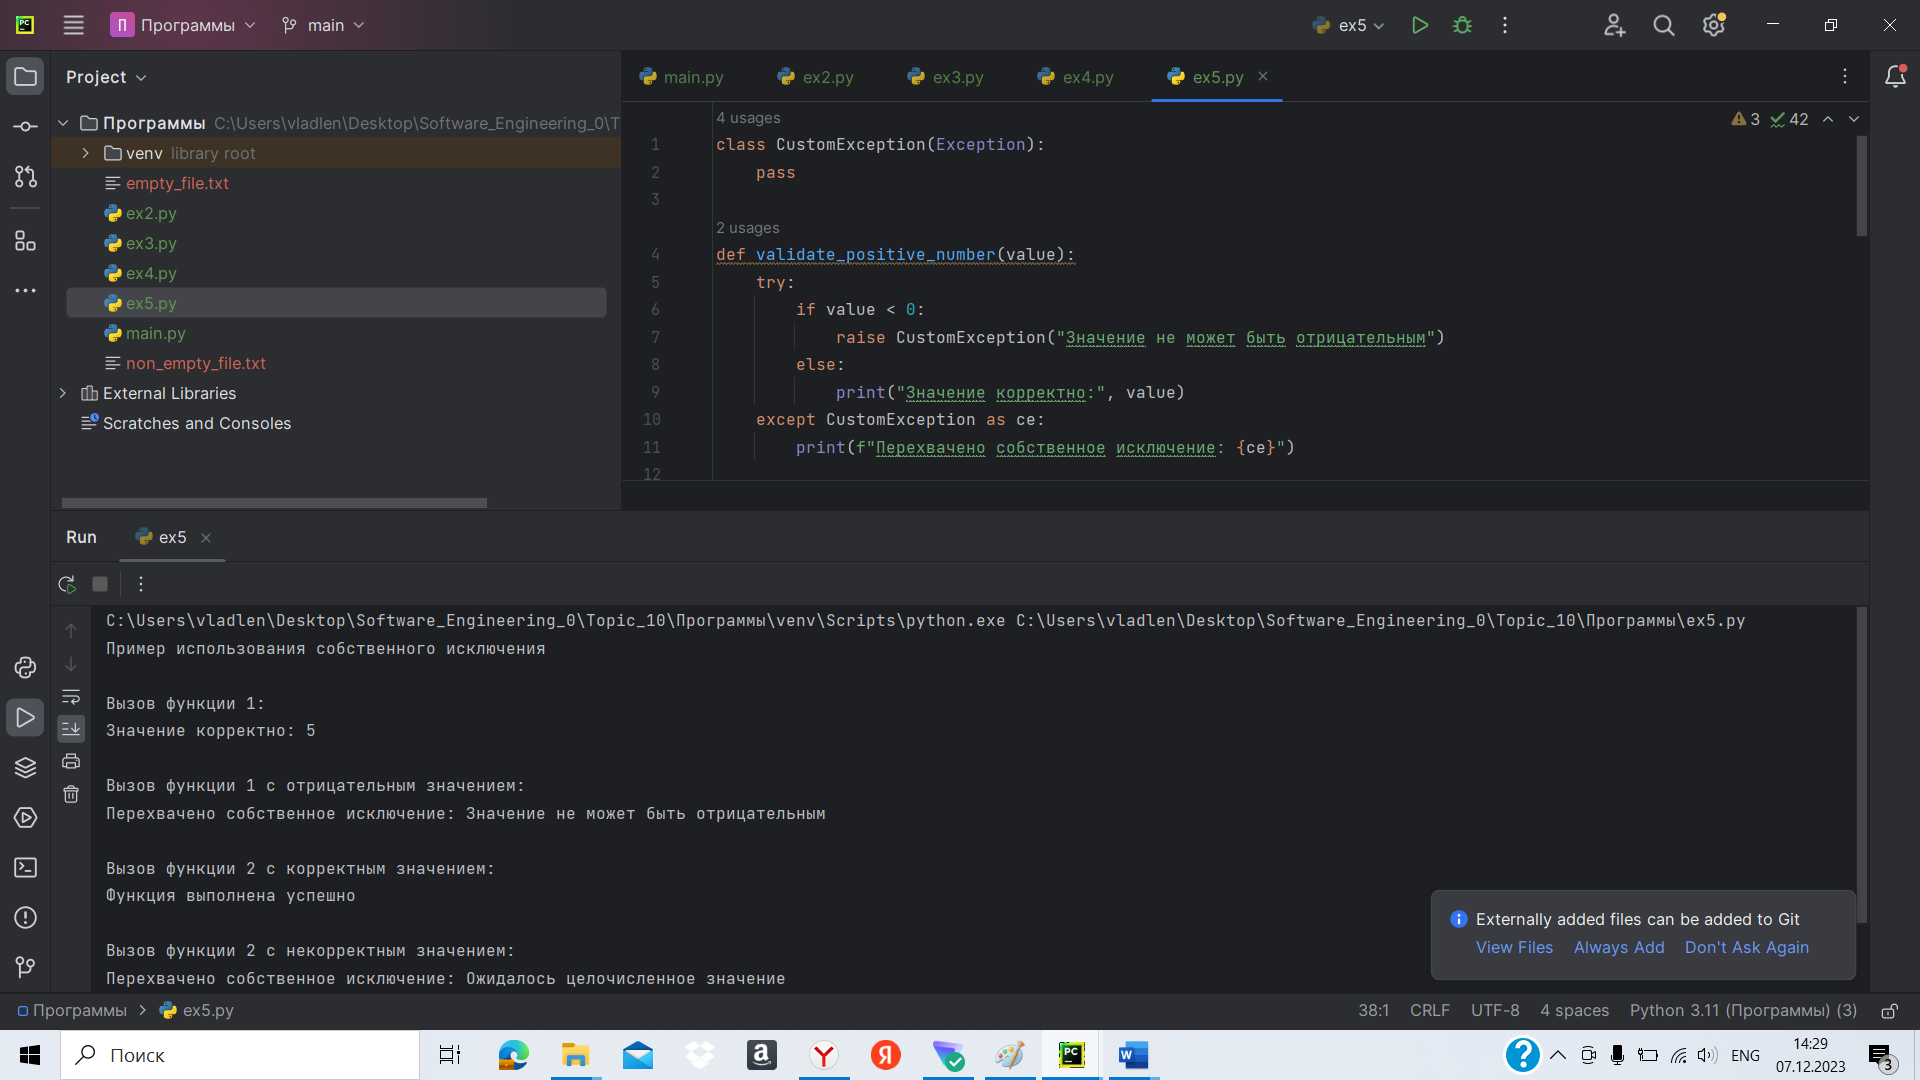 PC
П Программы
main
ex5
Project
main.py
ex2.py
ex3.py
ex4.py
ex5.py
Программы C:\Users\vladlen\Desktop\Software_Engineering_0\T
venv library root
empty_file.txt
ex2.py
ex3.py
ex4.py
ex5.py
main.py
non_empty_file.txt
External Libraries
Scratches and Consoles
3 42
4 usages
1 class CustomException(Exception):
2 pass
3
2 usages
4 def validate_positive_number(value):
5 try:
6 if value < 0:
7 raise CustomException("Значение не может быть отрицательным")
8 else:
9 print("Значение корректно:", value)
10 except CustomException as ce:
11 print(f"Перехвачено собственное исключение: {ce}")
12
Run ex5
C:\Users\vladlen\Desktop\Software_Engineering_0\Topic_10\Программы\venv\Scripts\python.exe C:\Users\vladlen\Desktop\Software_Engineering_0\Topic_10\Программы\ex5.py
Пример использования собственного исключения
Вызов функции 1:
Значение корректно: 5
Вызов функции 1 с отрицательным значением:
Перехвачено собственное исключение: Значение не может быть отрицательным
Вызов функции 2 с корректным значением:
Функция выполнена успешно
Вызов функции 2 с некорректным значением:
Перехвачено собственное исключение: Ожидалось целочисленное значение
Externally added files can be added to Git
View Files Always Add Don't Ask Again
Программы > ex5.py
38:1 CRLF UTF-8 4 spaces Python 3.11 (Программы) (3)
Поиск
ENG
14:29
07.12.2023
3